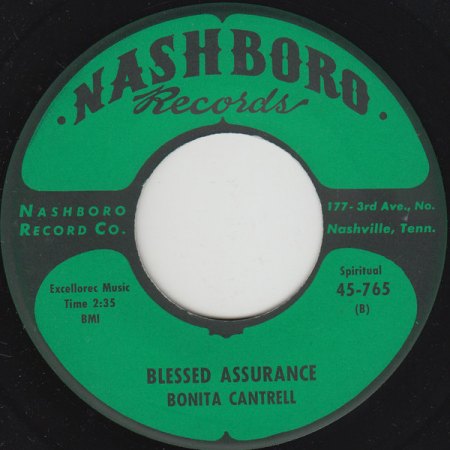 · NASHBORO ·
Records
NASHBORO
RECORD CO.
177-3rd Ave., No.
Nashville, Tenn.
Excellorec Music
Time 2:35
BMI
Spiritual
45-765
(B)
BLESSED ASSURANCE
BONITA CANTRELL